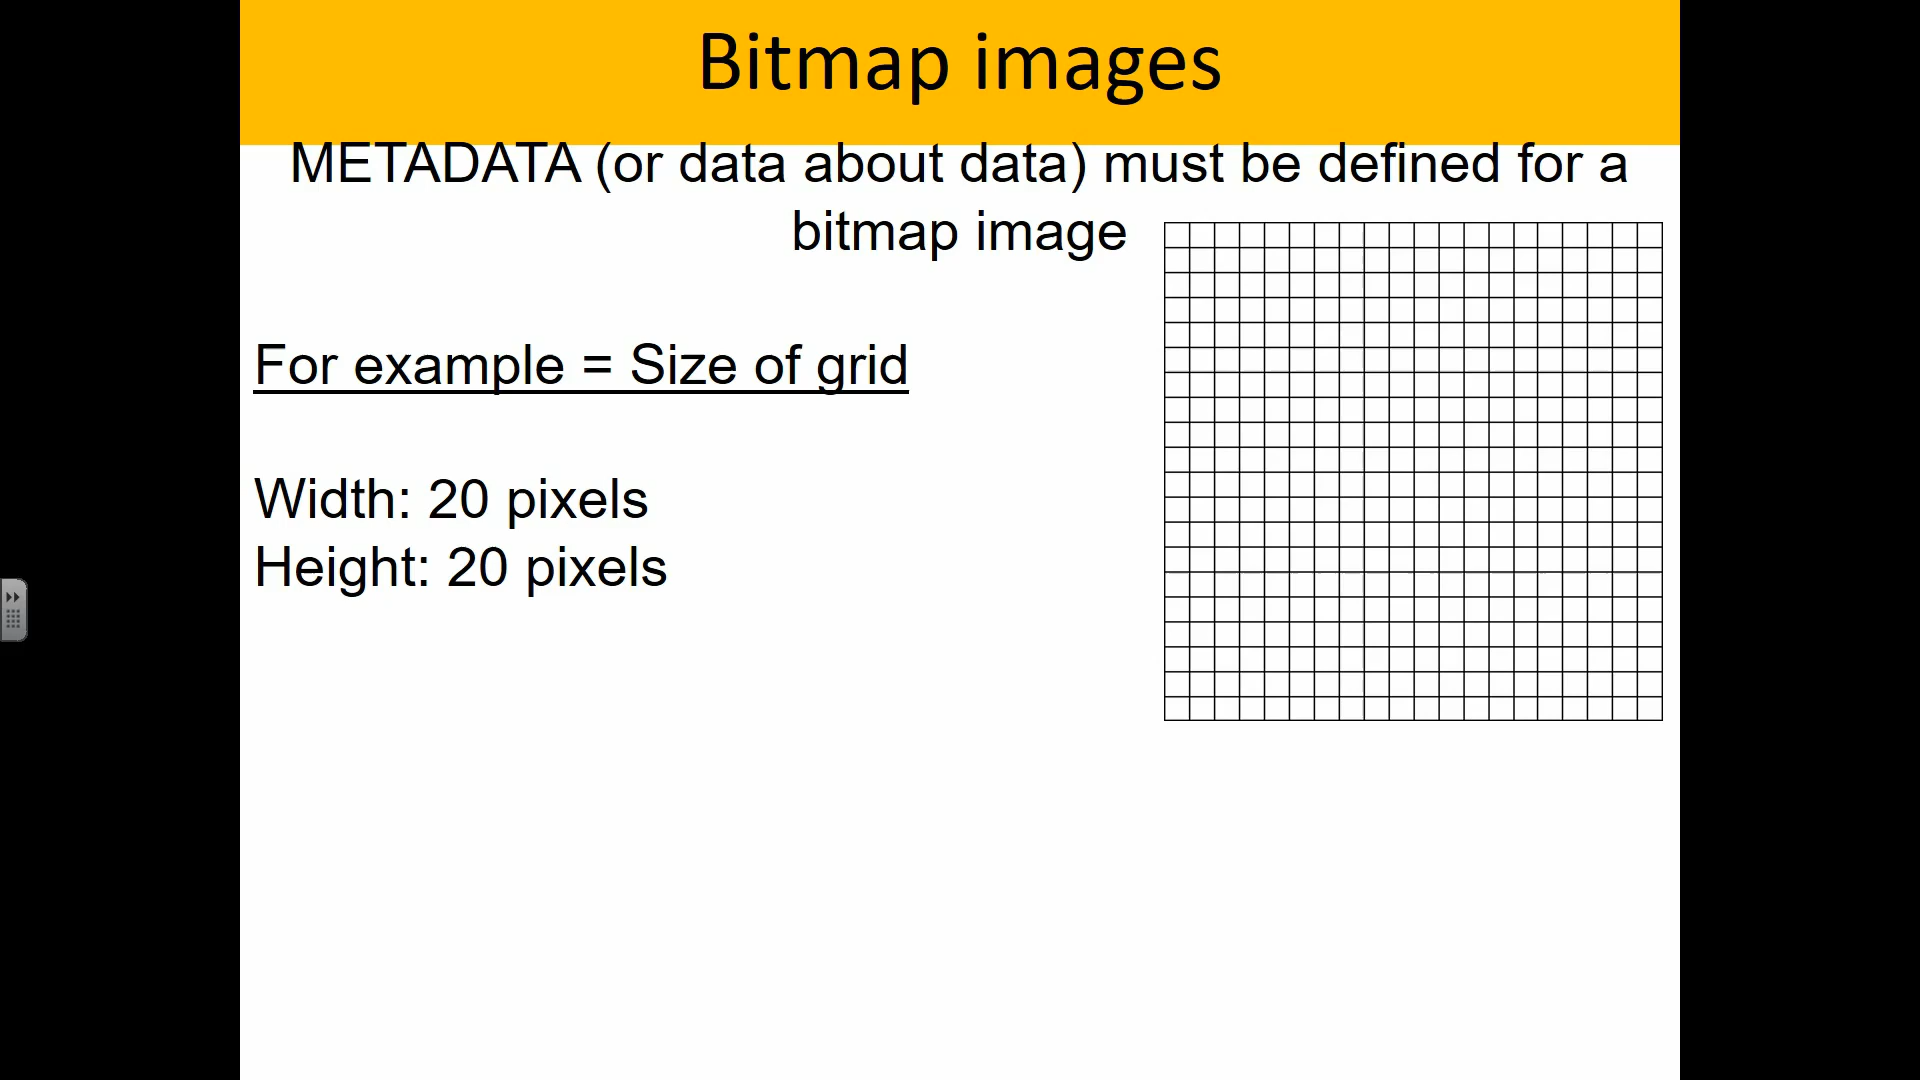 Bitmap images
METADATA (or data about data) must be defined for a
bitmap image
For example = Size of grid
Width: 20 pixels
Height: 20 pixels